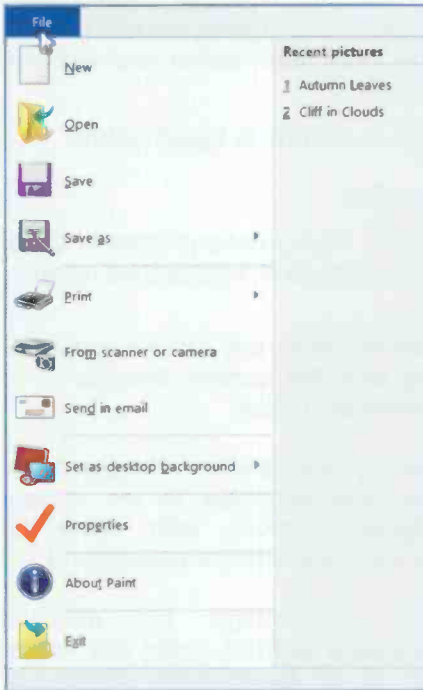 File
New
Open
Save
Save as
Print
From scanner or camera
Send in email
Set as desktop background
Properties
About Paint
Exit
Recent pictures
1 Autumn Leaves
2 Cliff in Clouds